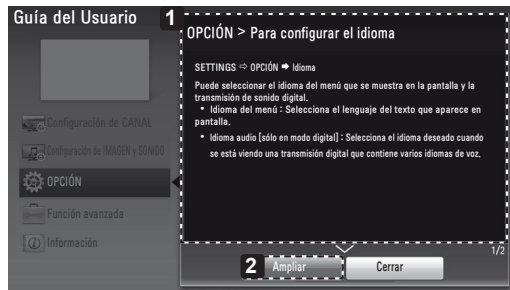 Guía del Usuario
1
OPCIÓN > Para configurar el idioma
SETTINGS ⇨ OPCIÓN ➡ Idioma
Puede seleccionar el idioma del menú que se muestra en la pantalla y la
transmisión de sonido digital.
• Idioma del menú : Selecciona el lenguaje del texto que aparece en
pantalla.
• Idioma audio [sólo en modo digital] : Selecciona el idioma deseado cuando
se está viendo una transmisión digital que contiene varios idiomas de voz.
Configuración de CANAL
Configuración de IMAGEN y SONIDO
OPCIÓN
Función avanzada
Información
1/2
2
Ampliar
Cerrar